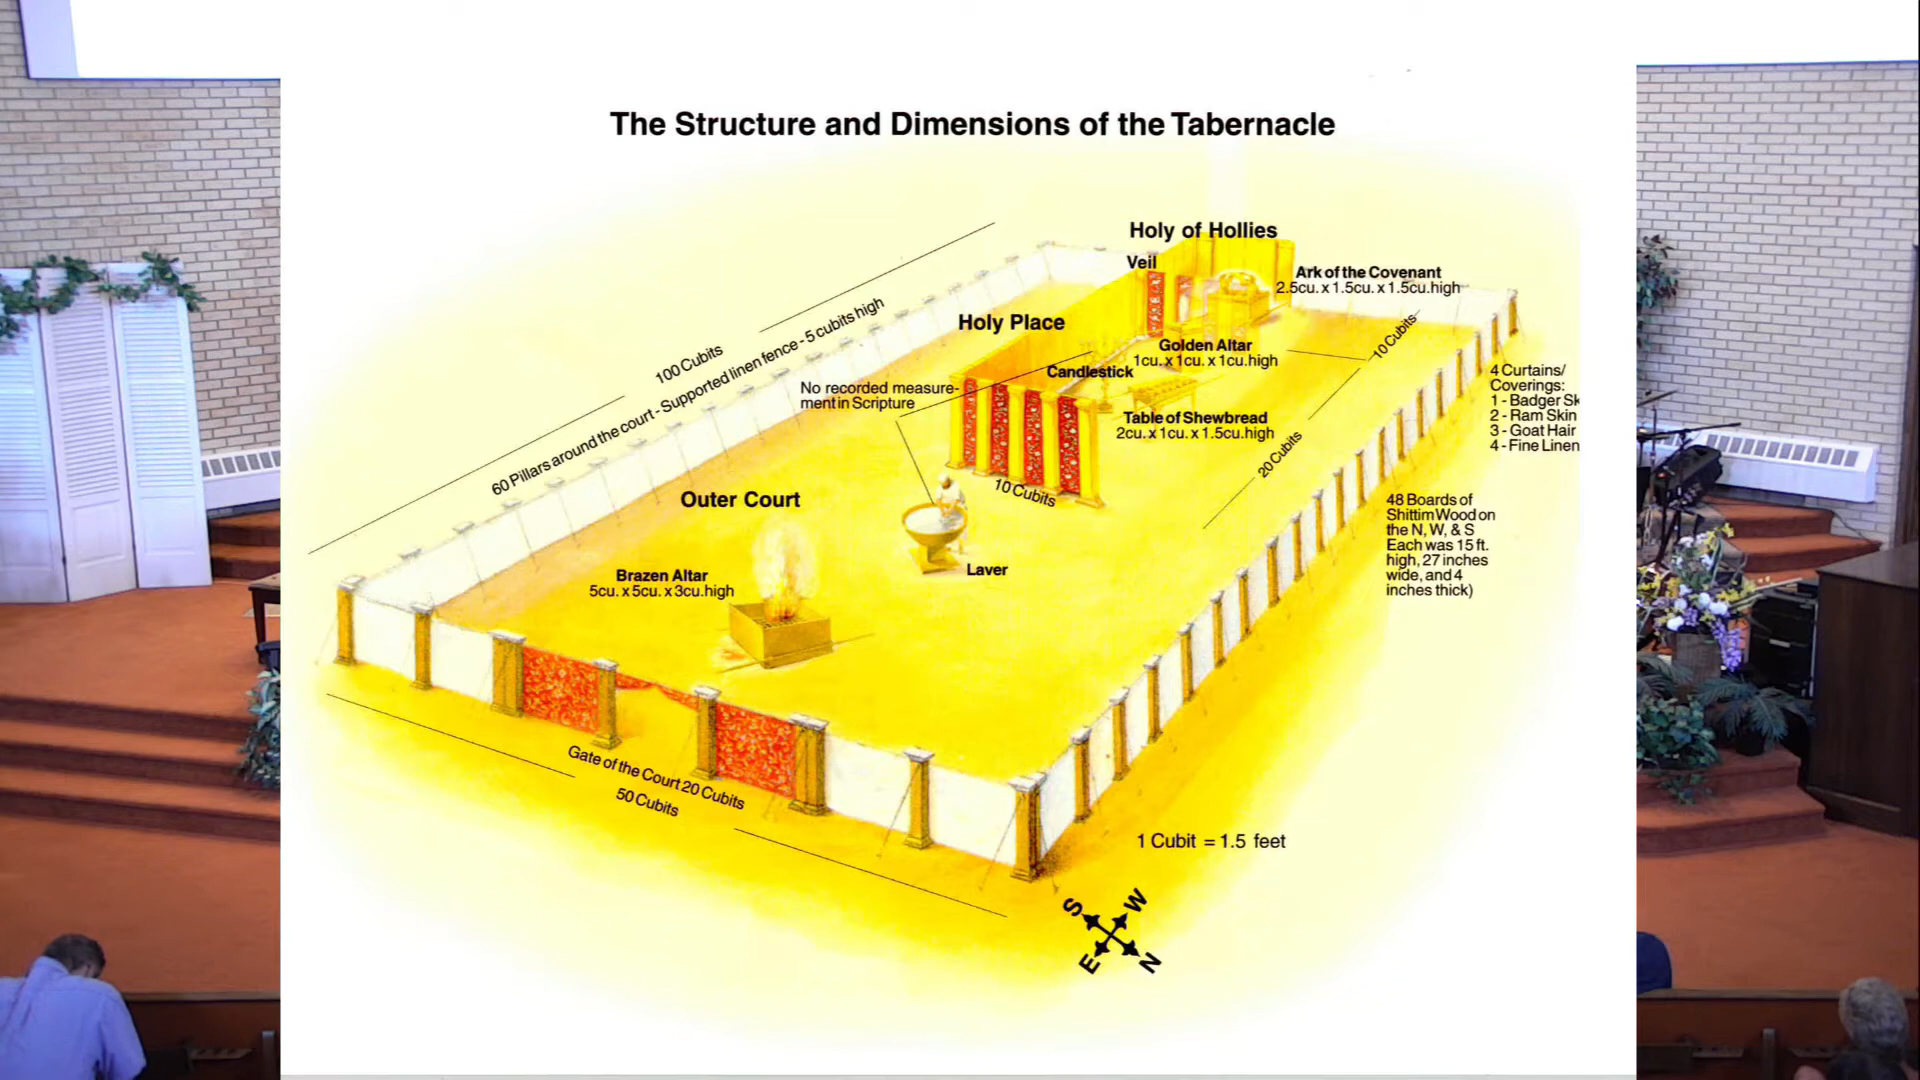 The Structure and Dimensions of the Tabernacle
Holy of Hollies
Veil
Ark of the Covenant
2.5cu. x 1.5cu. x 1.5cu.high
100 Cubits
60 Pillars around the court - Supported linen fence - 5 cubits high
Holy Place
Golden Altar
1cu. x 1cu. x 1cu.high
10 Cubits
Candlestick
No recorded measure-
ment in Scripture
Table of Shewbread
2cu. x 1cu. x 1.5cu.high
20 Cubits
4 Curtains/
Coverings:
1 - Badger Sk
2 - Ram Skin
3 - Goat Hair
4 - Fine Linen
10 Cubits
Outer Court
48 Boards of
Shittim Wood on
the N, W, & S
Each was 15 ft.
high, 27 inches
wide, and 4
inches thick)
Laver
Brazen Altar
5cu. x 5cu. x 3cu.high
Gate of the Court 20 Cubits
50 Cubits
1 Cubit = 1.5 feet
S
W
E
N